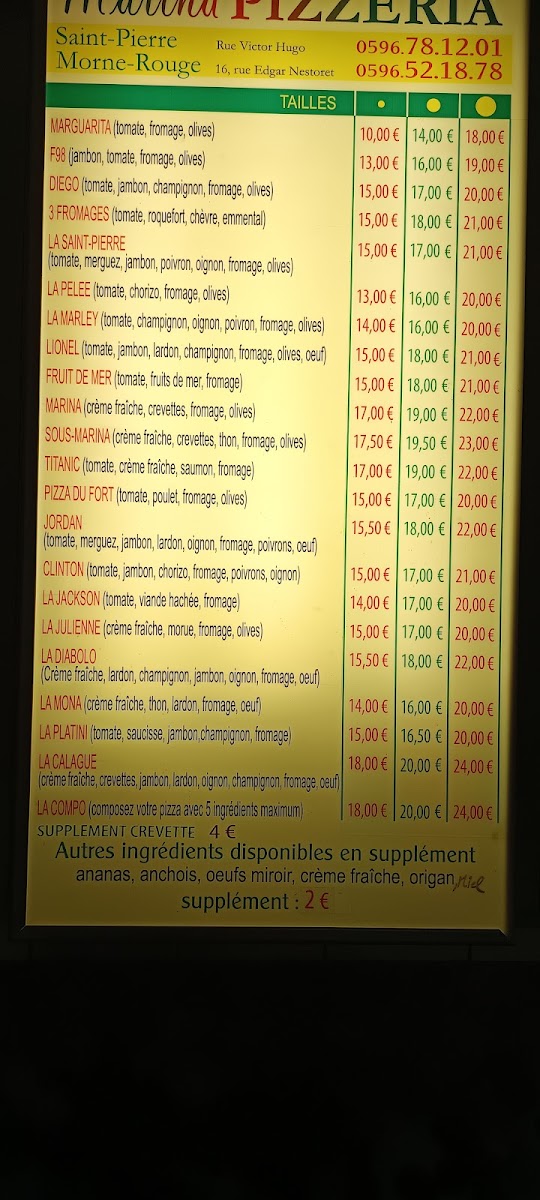 Marina PIZZERIA
Saint-Pierre Rue Victor Hugo 0596.78.12.01
Morne-Rouge 16, rue Edgar Nestoret 0596.52.18.78
TAILLES
MARGUARITA (tomate, fromage, olives) 10,00 € 14,00 € 18,00 €
F98 (jambon, tomate, fromage, olives) 13,00 € 16,00 € 19,00 €
DIEGO (tomate, jambon, champignon, fromage, olives) 15,00 € 17,00 € 20,00 €
3 FROMAGES (tomate, roquefort, chèvre, emmental) 15,00 € 18,00 € 21,00 €
LA SAINT-PIERRE 15,00 € 17,00 € 21,00 €
(tomate, merguez, jambon, poivron, oignon, fromage, olives)
LA PELEE (tomate, chorizo, fromage, olives) 13,00 € 16,00 € 20,00 €
LA MARLEY (tomate, champignon, oignon, poivron, fromage, olives) 14,00 € 16,00 € 20,00 €
LIONEL (tomate, jambon, lardon, champignon, fromage, olives, oeuf) 15,00 € 18,00 € 21,00 €
FRUIT DE MER (tomate, fruits de mer, fromage) 15,00 € 18,00 € 21,00 €
MARINA (crème fraîche, crevettes, fromage, olives) 17,00 € 19,00 € 22,00 €
SOUS-MARINA (crème fraîche, crevettes, thon, fromage, olives) 17,50 € 19,50 € 23,00 €
TITANIC (tomate, crème fraîche, saumon, fromage) 17,00 € 19,00 € 22,00 €
PIZZA DU FORT (tomate, poulet, fromage, olives) 15,00 € 17,00 € 20,00 €
JORDAN 15,50 € 18,00 € 22,00 €
(tomate, merguez, jambon, lardon, oignon, fromage, poivrons, oeuf)
CLINTON (tomate, jambon, chorizo, fromage, poivrons, oignon) 15,00 € 17,00 € 21,00 €
LA JACKSON (tomate, viande hachée, fromage) 14,00 € 17,00 € 20,00 €
LA JULIENNE (crème fraîche, morue, fromage, olives) 15,00 € 17,00 € 20,00 €
LA DIABOLO 15,50 € 18,00 € 22,00 €
(Crème fraîche, lardon, champignon, jambon, oignon, fromage, oeuf)
LA MONA (crème fraîche, thon, lardon, fromage, oeuf) 14,00 € 16,00 € 20,00 €
LA PLATINI (tomate, saucisse, jambon,champignon, fromage) 15,00 € 16,50 € 20,00 €
LA CALAGUE 18,00 € 20,00 € 24,00 €
(crème fraîche, crevettes, jambon, lardon, oignon, champignon, fromage, oeuf)
LA COMPO (composez votre pizza avec 5 ingrédients maximum) 18,00 € 20,00 € 24,00 €
SUPPLEMENT CREVETTE 4 €
Autres ingrédients disponibles en supplément
ananas, anchois, oeufs miroir, crème fraîche, origan, Miel
supplément : 2 €